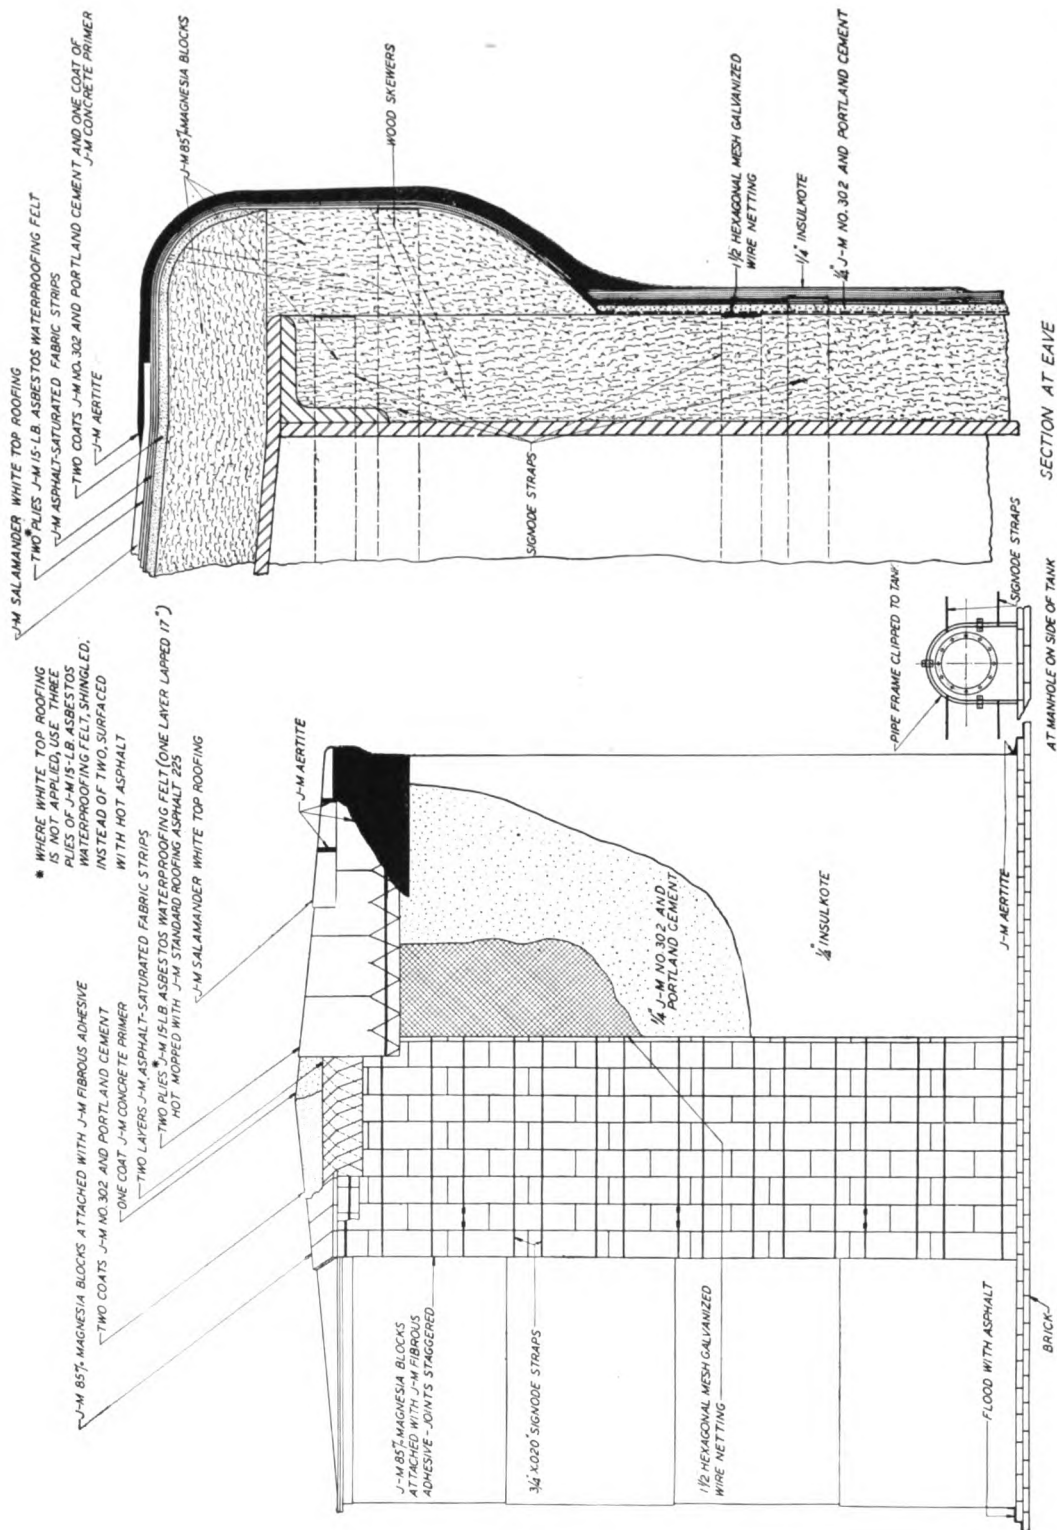 J-M SALAMANDER WHITE TOP ROOFING
* TWO PLIES J-M 15-LB. ASBESTOS WATERPROOFING FELT
J-M ASPHALT-SATURATED FABRIC STRIPS
TWO COATS J-M NO. 302 AND PORTLAND CEMENT AND ONE COAT OF
J-M CONCRETE PRIMER
J-M AERTITE
J-M 85% MAGNESIA BLOCKS
WOOD SKEWERS
1 1/2 HEXAGONAL MESH GALVANIZED
WIRE NETTING
1/4" INSULKOTE
1/4 J-M NO. 302 AND PORTLAND CEMENT
SIGNODE STRAPS
SECTION AT EAVE
* WHERE WHITE TOP ROOFING
IS NOT APPLIED, USE THREE
PLIES OF J-M 15-LB. ASBESTOS
WATERPROOFING FELT, SHINGLED,
INSTEAD OF TWO, SURFACED
WITH HOT ASPHALT
PIPE FRAME CLIPPED TO TANK
SIGNODE STRAPS
AT MANHOLE ON SIDE OF TANK
J-M 85% MAGNESIA BLOCKS ATTACHED WITH J-M FIBROUS ADHESIVE
TWO COATS J-M NO. 302 AND PORTLAND CEMENT
ONE COAT J-M CONCRETE PRIMER
TWO LAYERS J-M ASPHALT-SATURATED FABRIC STRIPS
TWO PLIES * J-M 15-LB. ASBESTOS WATERPROOFING FELT (ONE LAYER LAPPED 17")
HOT MOPPED WITH J-M STANDARD ROOFING ASPHALT 225
J-M SALAMANDER WHITE TOP ROOFING
J-M AERTITE
1/4 J-M NO. 302 AND
PORTLAND CEMENT
1/4" INSULKOTE
J-M AERTITE
J-M 85% MAGNESIA BLOCKS
ATTACHED WITH J-M FIBROUS
ADHESIVE - JOINTS STAGGERED
3/4" X.020" SIGNODE STRAPS
1 1/2 HEXAGONAL MESH GALVANIZED
WIRE NETTING
FLOOD WITH ASPHALT
BRICK